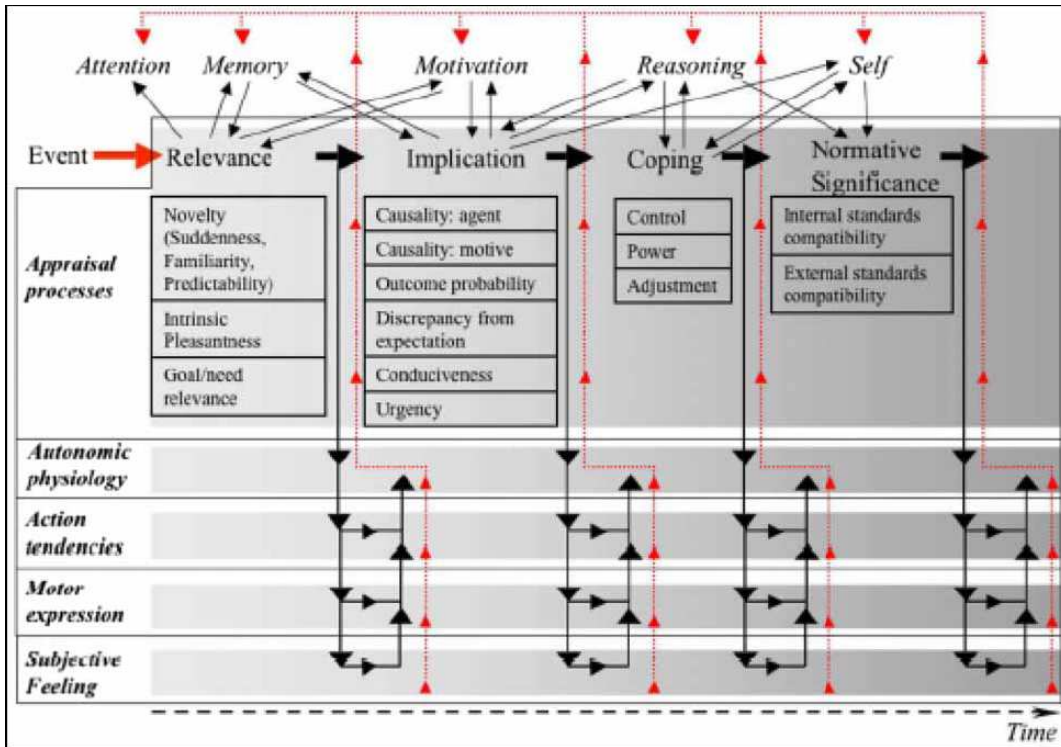 Attention Memory Motivation Reasoning Self
Event Relevance Implication Coping Normative
Significance
Appraisal
processes
Novelty
(Suddenness,
Familiarity,
Predictability)
Intrinsic
Pleasantness
Goal/need
relevance
Causality: agent
Causality: motive
Outcome probability
Discrepancy from
expectation
Conduciveness
Urgency
Control
Power
Adjustment
Internal standards
compatibility
External standards
compatibility
Autonomic
physiology
Action
tendencies
Motor
expression
Subjective
Feeling
Time